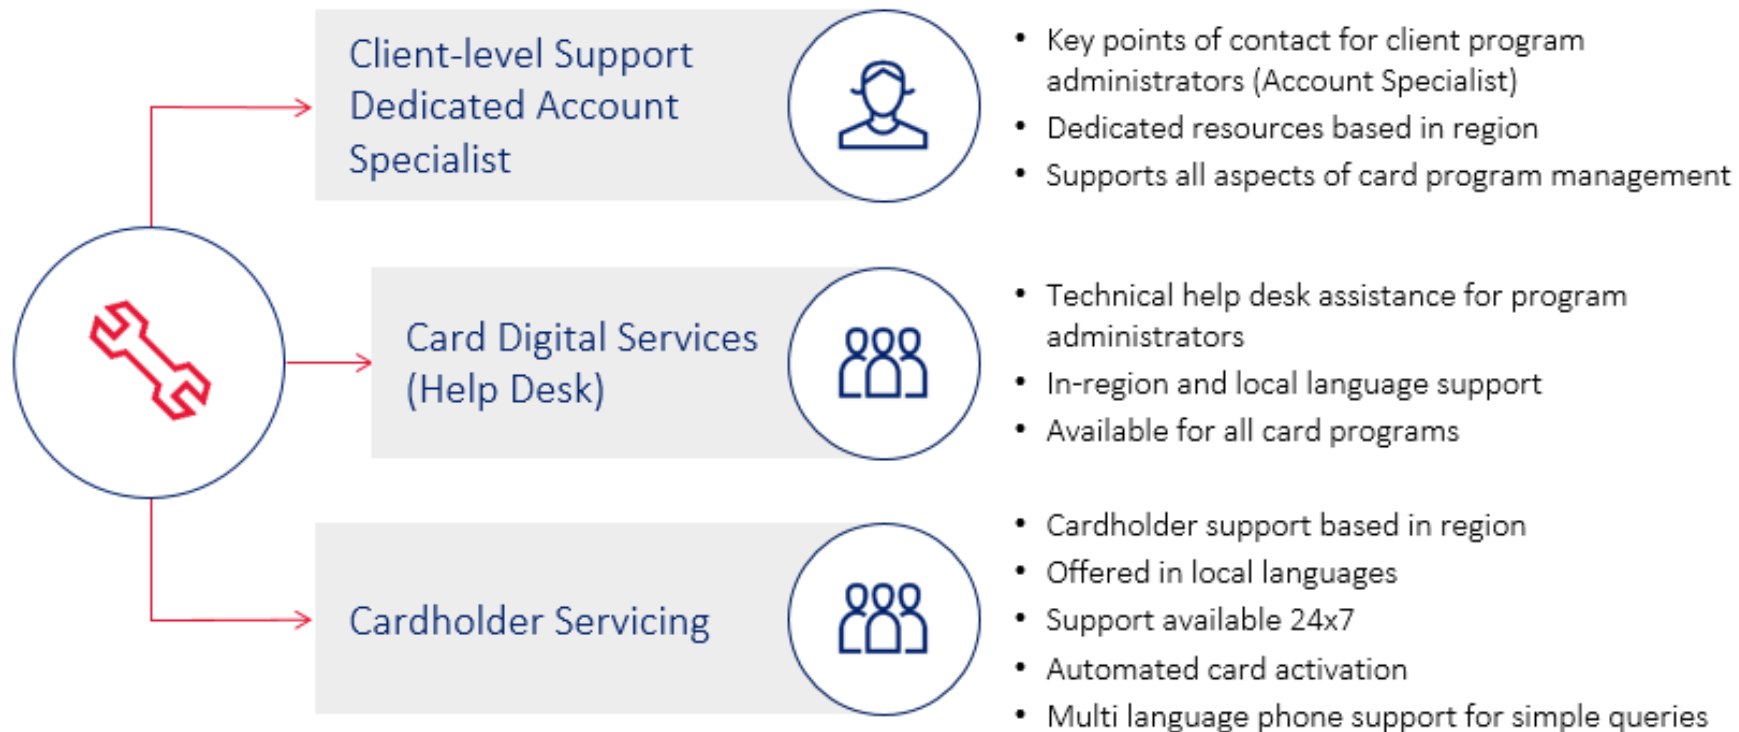 Client-level Support
Dedicated Account
Specialist
• Key points of contact for client program
administrators (Account Specialist)
• Dedicated resources based in region
• Supports all aspects of card program management
Card Digital Services
(Help Desk)
• Technical help desk assistance for program
administrators
• In-region and local language support
• Available for all card programs
Cardholder Servicing
• Cardholder support based in region
• Offered in local languages
• Support available 24x7
• Automated card activation
• Multi language phone support for simple queries